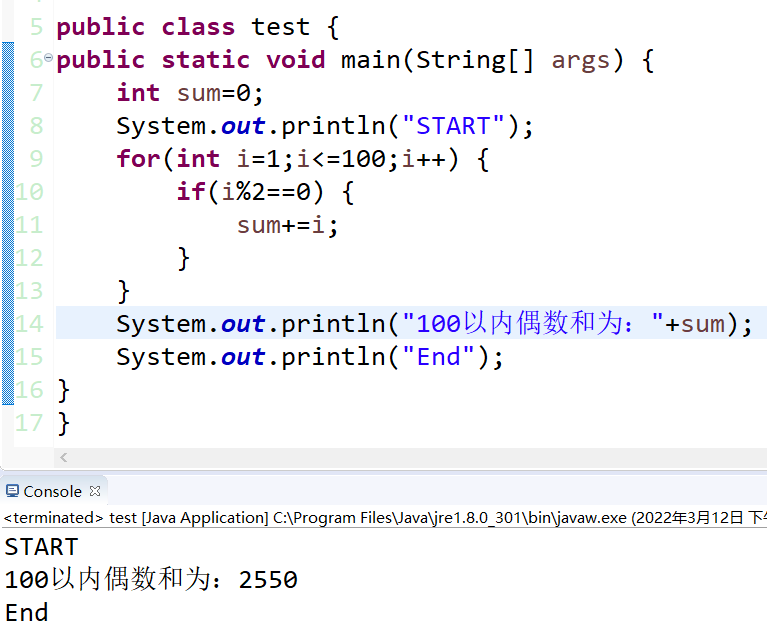 5 public class test {
6 public static void main(String[] args) {
7 int sum=0;
8 System.out.println("START");
9 for(int i=1;i<=100;i++) {
10 if(i%2==0) {
11 sum+=i;
12 }
13 }
14 System.out.println("100以内偶数和为："+sum);
15 System.out.println("End");
16 }
17 }
Console
<terminated> test [Java Application] C:\Program Files\Java\jre1.8.0_301\bin\javaw.exe (2022年3月12日 下
START
100以内偶数和为：2550
End